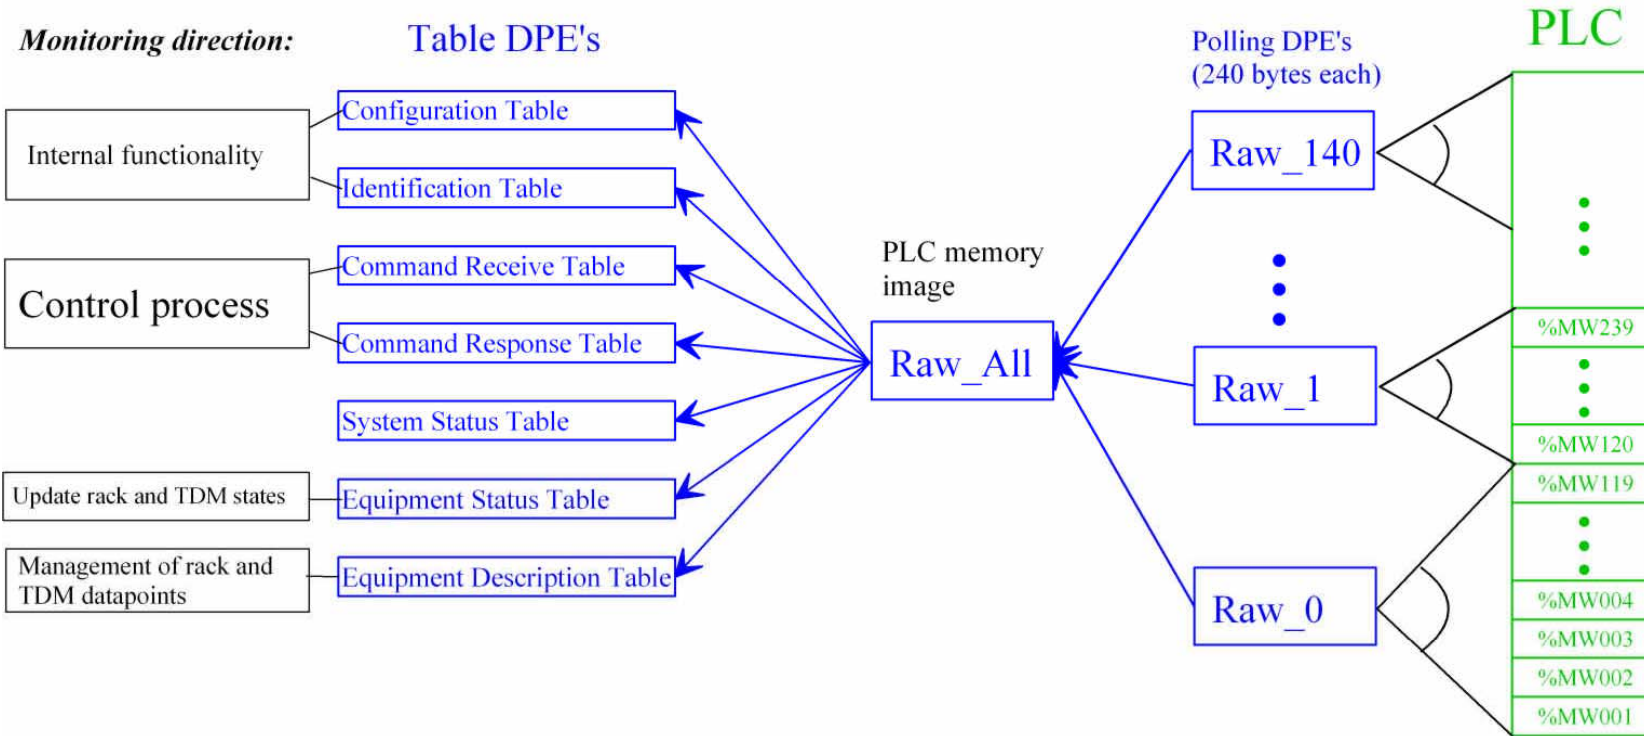 Monitoring direction:
Table DPE's
Polling DPE's
(240 bytes each)
PLC
Internal functionality
Configuration Table
Identification Table
Control process
Command Receive Table
Command Response Table
System Status Table
Update rack and TDM states
Equipment Status Table
Management of rack and
TDM datapoints
Equipment Description Table
PLC memory
image
Raw_All
Raw_140
Raw_1
Raw_0
%MW239
%MW120
%MW119
%MW004
%MW003
%MW002
%MW001